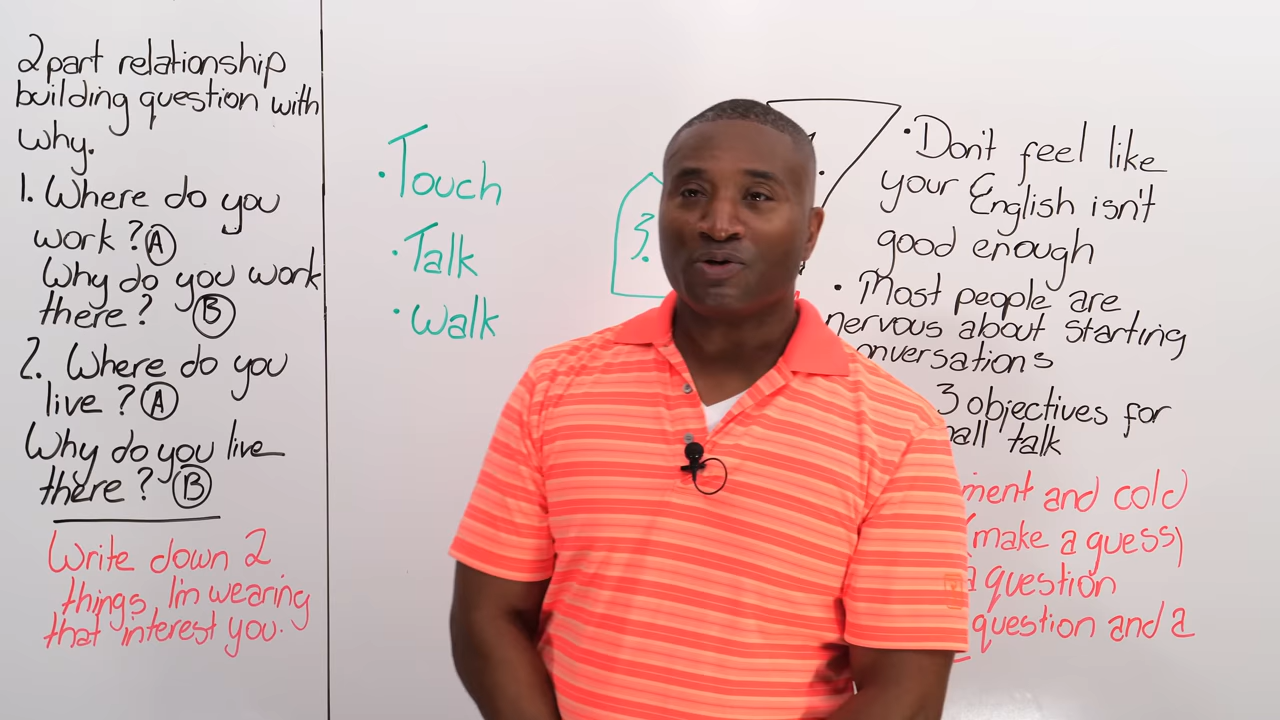 2 part relationship
building question with
why.
1. Where do you
work? A
Why do you work
there? B
2. Where do you
live? A
Why do you live
there? B
Write down 2
things, I'm wearing
that interest you.
• Touch
• Talk
• Walk
3.
• Don't feel like
your English isn't
good enough
• Most people are
nervous about starting
onversations
3 objectives for
all talk
ment and cold
(make a guess)
a question
question and a